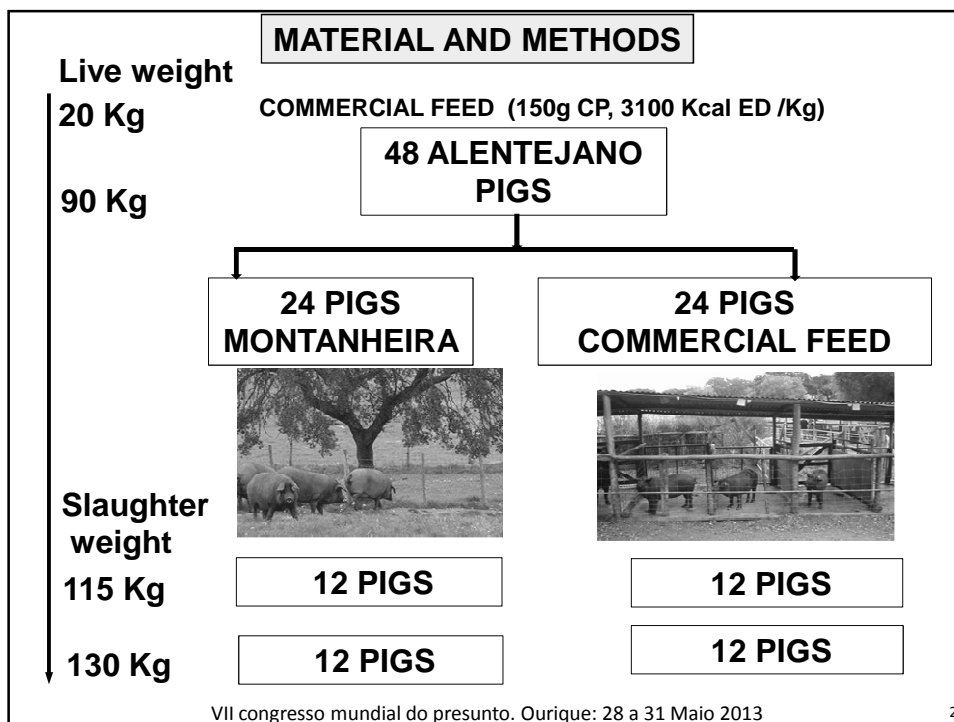 MATERIAL AND METHODS
Live weight
20 Kg
COMMERCIAL FEED (150g CP, 3100 Kcal ED /Kg)
48 ALENTEJANO
PIGS
90 Kg
24 PIGS
MONTANHEIRA
24 PIGS
COMMERCIAL FEED
Slaughter
weight
115 Kg
12 PIGS
12 PIGS
130 Kg
12 PIGS
12 PIGS
VII congresso mundial do presunto. Ourique: 28 a 31 Maio 2013
2